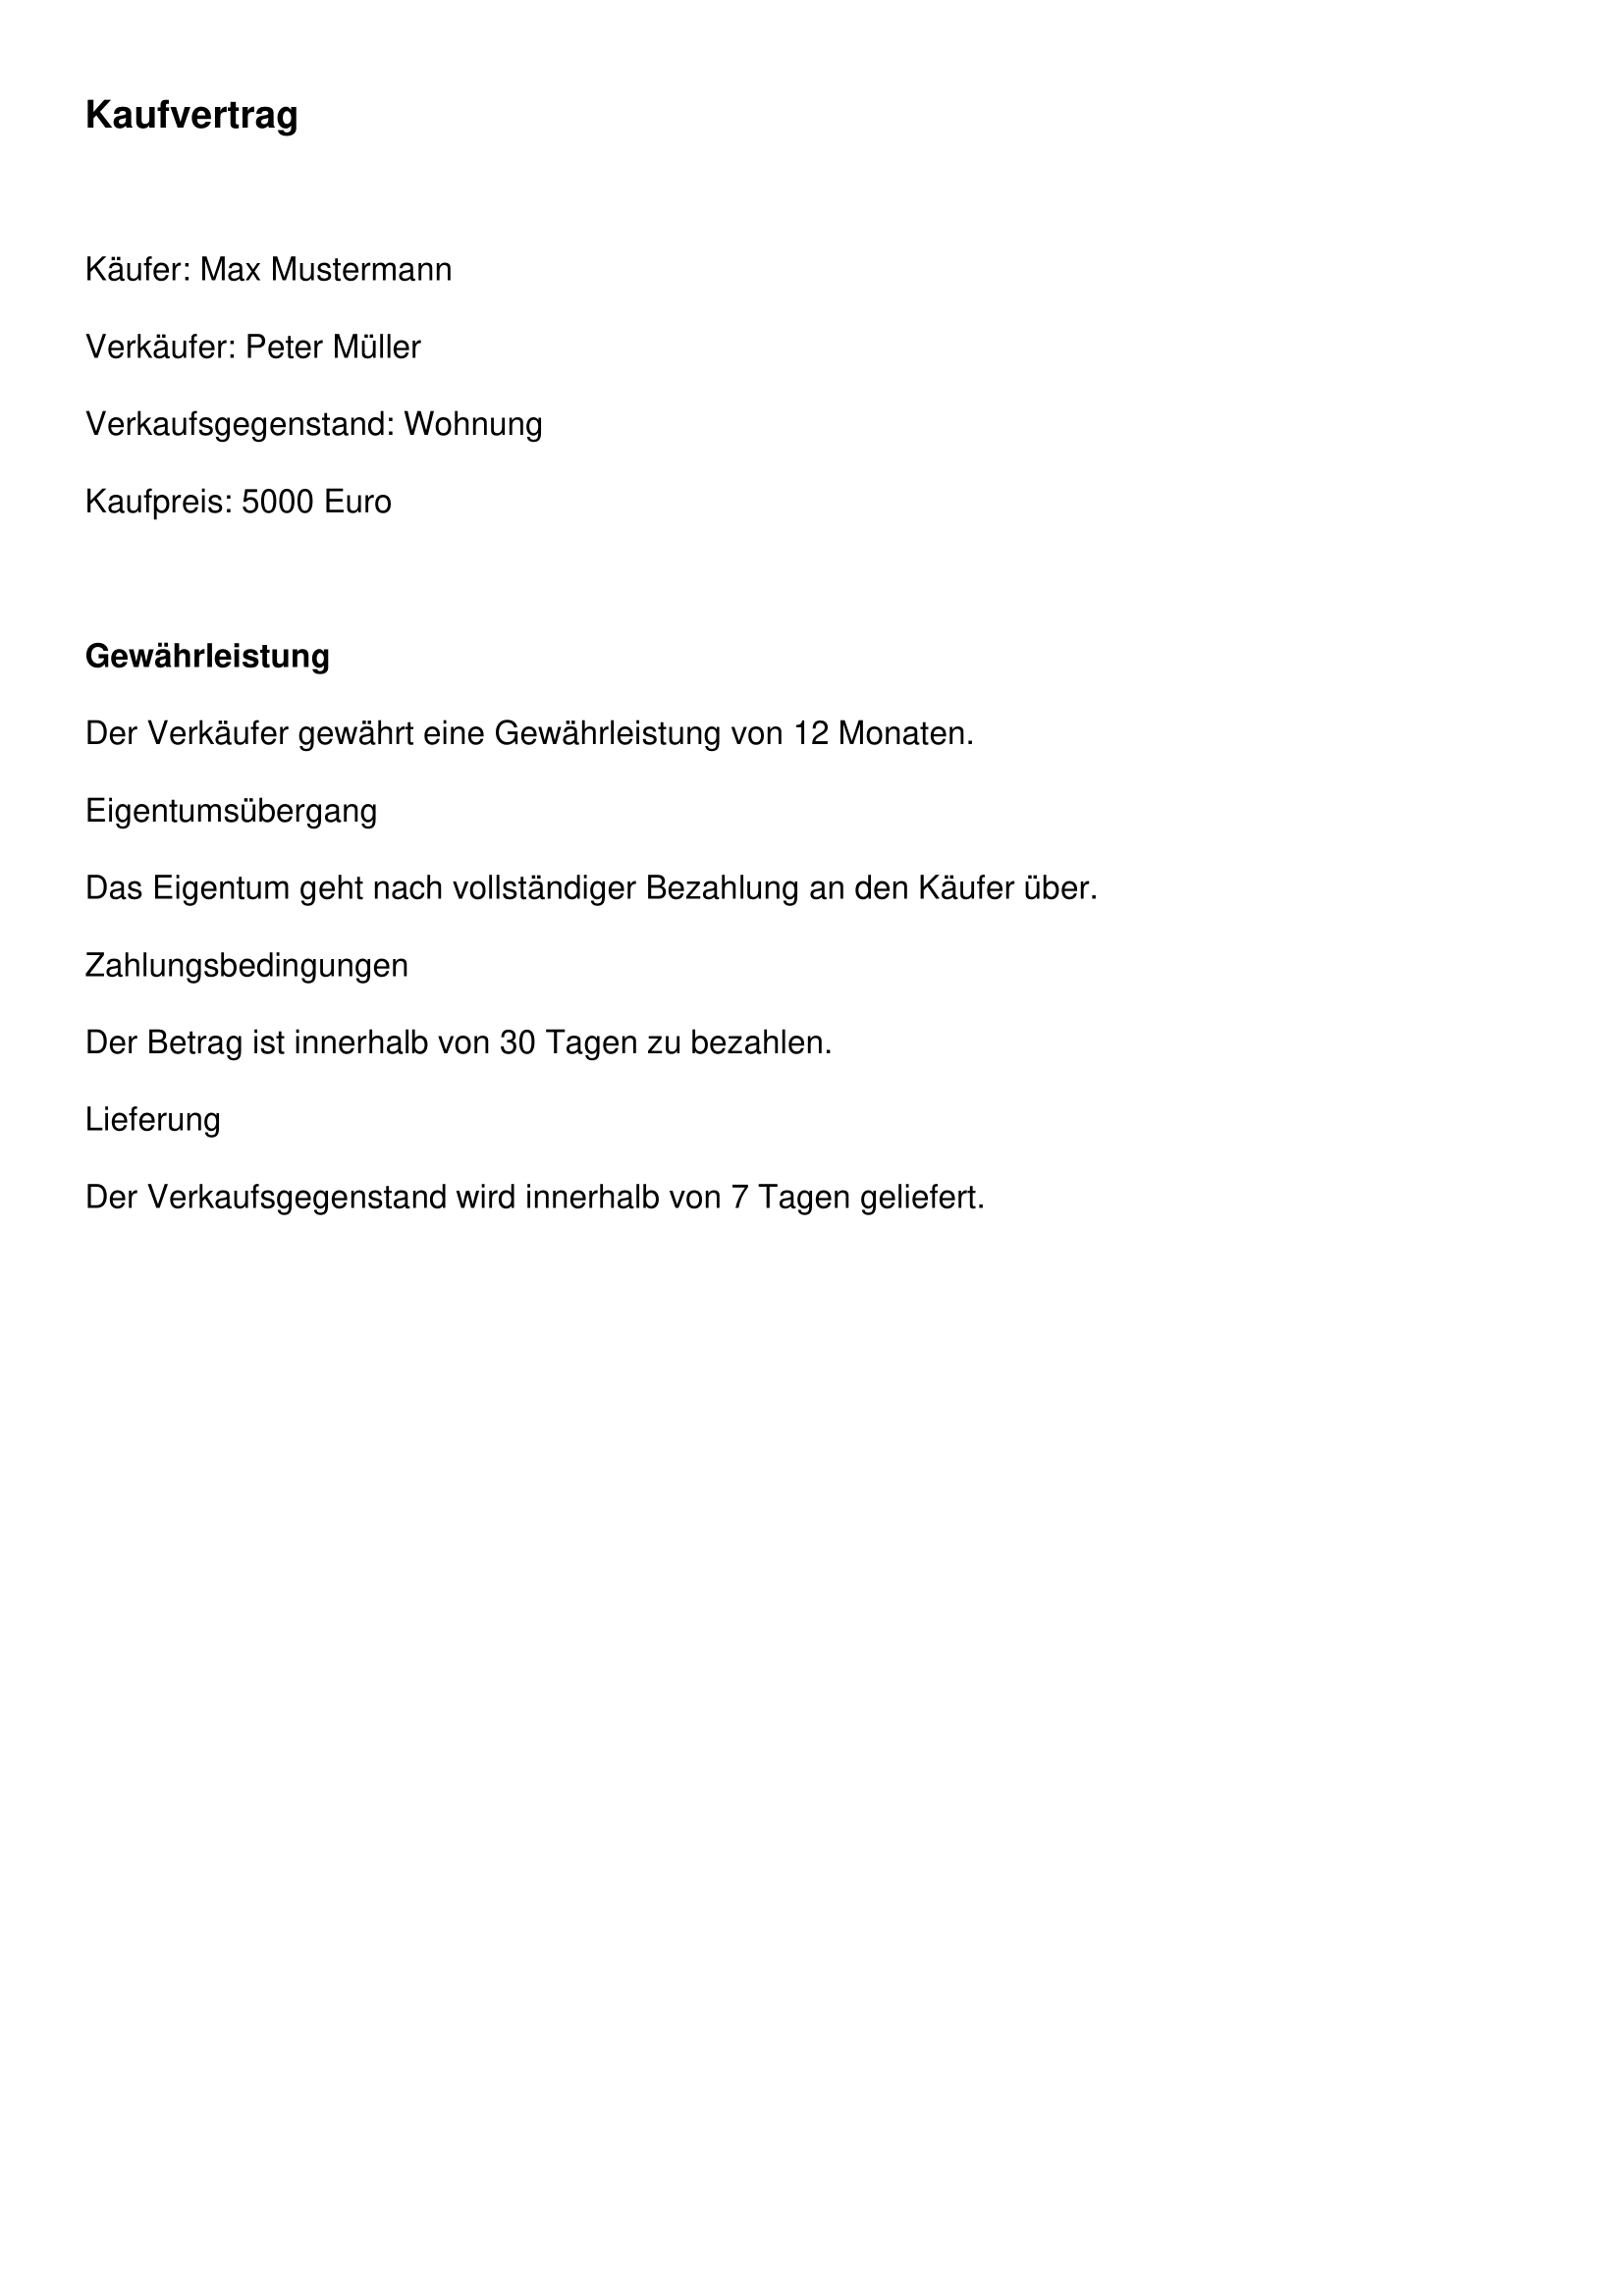 Kaufvertrag
Käufer: Max Mustermann
Verkäufer: Peter Müller
Verkaufsgegenstand: Wohnung
Kaufpreis: 5000 Euro
Gewährleistung
Der Verkäufer gewährt eine Gewährleistung von 12 Monaten.
Eigentumsübergang
Das Eigentum geht nach vollständiger Bezahlung an den Käufer über.
Zahlungsbedingungen
Der Betrag ist innerhalb von 30 Tagen zu bezahlen.
Lieferung
Der Verkaufsgegenstand wird innerhalb von 7 Tagen geliefert.